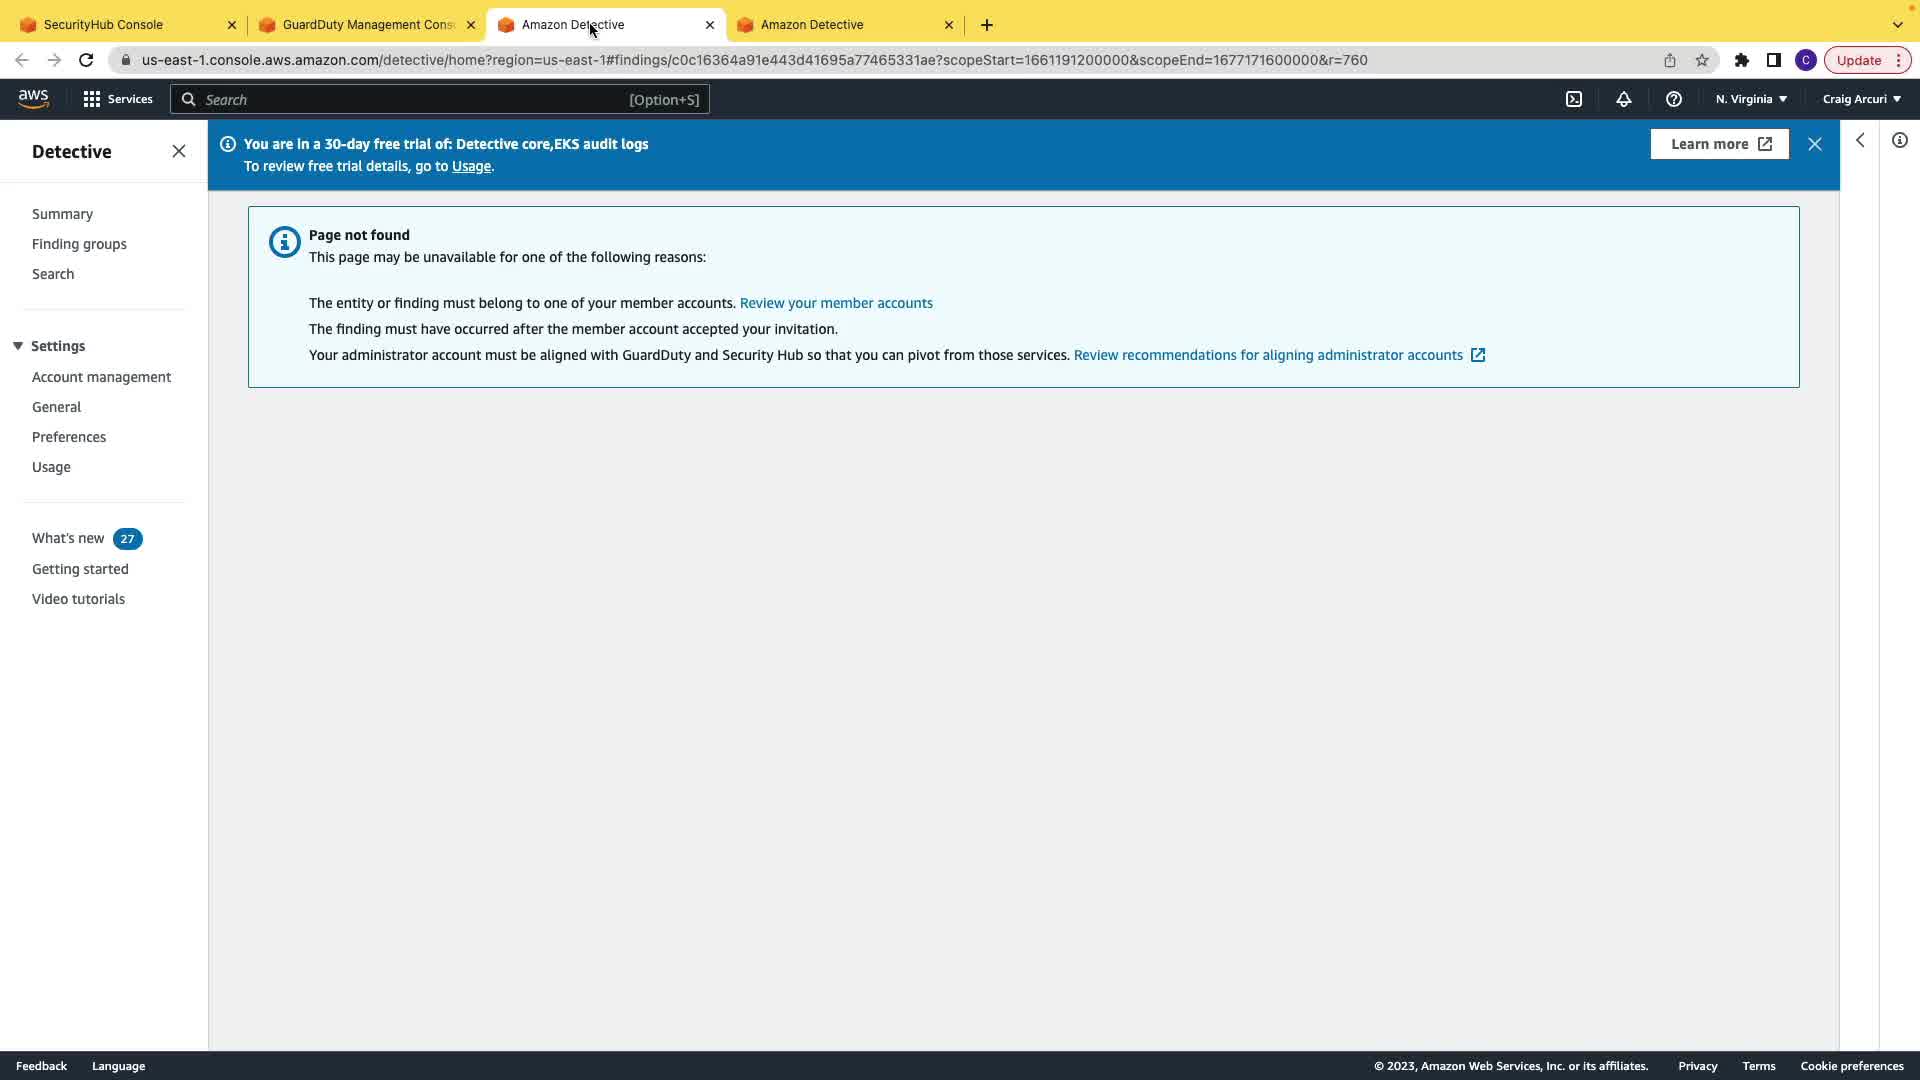 SecurityHub Console
GuardDuty Management Cons
Amazon Detective
Amazon Detective
us-east-1.console.aws.amazon.com/detective/home?region=us-east-1#findings/c0c16364a91e443d41695a77465331ae?scopeStart=1661191200000&scopeEnd=1677171600000&r=760
C
Update
aws
Services
Search
[Option+S]
N. Virginia
Craig Arcuri
Detective
Summary
Finding groups
Search
Settings
Account management
General
Preferences
Usage
What's new 27
Getting started
Video tutorials
You are in a 30-day free trial of: Detective core,EKS audit logs
To review free trial details, go to Usage.
Learn more
Page not found
This page may be unavailable for one of the following reasons:
The entity or finding must belong to one of your member accounts. Review your member accounts
The finding must have occurred after the member account accepted your invitation.
Your administrator account must be aligned with GuardDuty and Security Hub so that you can pivot from those services. Review recommendations for aligning administrator accounts
Feedback
Language
© 2023, Amazon Web Services, Inc. or its affiliates.
Privacy
Terms
Cookie preferences